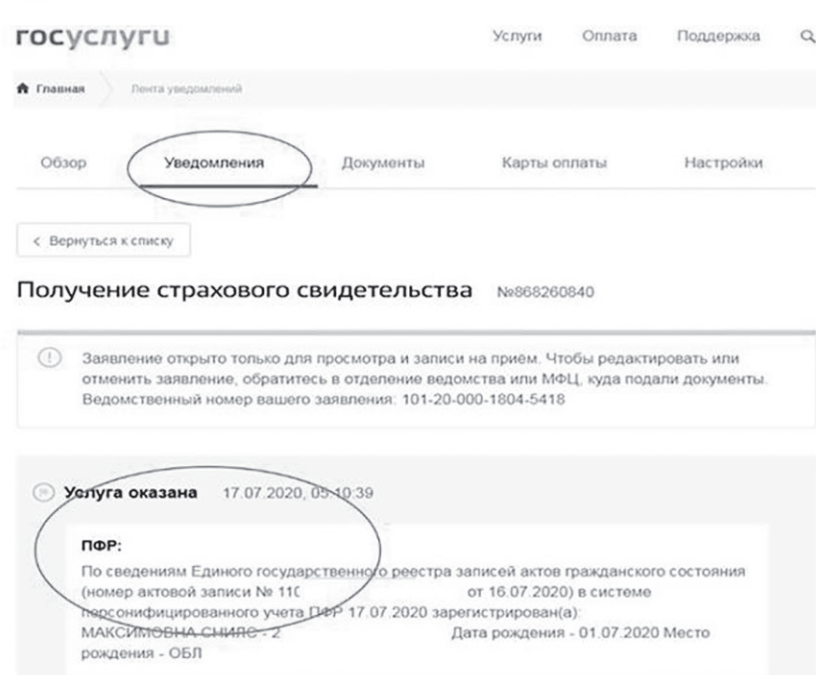 госуслуги
Услуги Оплата Поддержка
Главная Лента уведомлений
Обзор Уведомления Документы Карты оплаты Настройки
< Вернуться к списку
Получение страхового свидетельства №868260840
Заявление открыто только для просмотра и записи на приём. Чтобы редактировать или
отменить заявление, обратитесь в отделение ведомства или МФЦ, куда подали документы.
Ведомственный номер вашего заявления: 101-20-000-1804-5418
Услуга оказана 17.07.2020, 05:10:39
ПФР:
По сведениям Единого государственного реестра записей актов гражданского состояния
(номер актовой записи № 110 от 16.07.2020) в системе
персонифицированного учета ПФР 17.07.2020 зарегистрирован(а):
МАКСИМОВНА СНИЛС - 2 Дата рождения - 01.07.2020 Место
рождения - ОБЛ